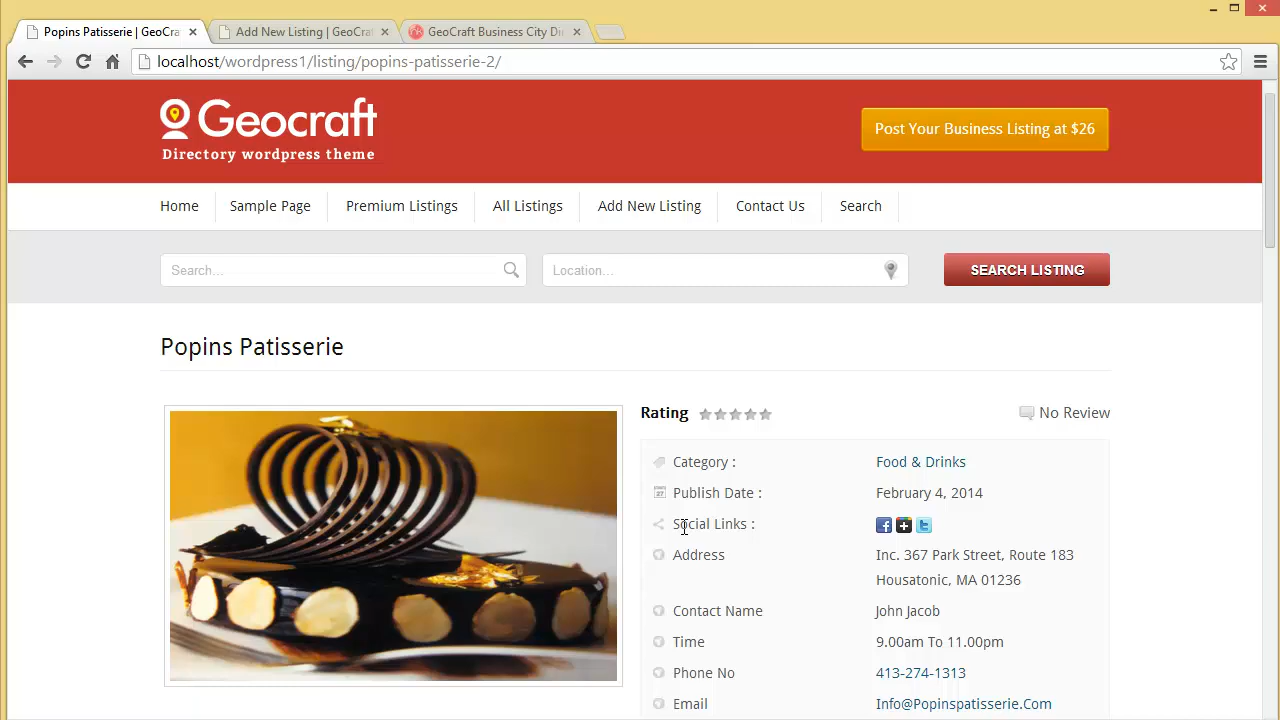 Popins Patisserie | GeoCra
Add New Listing | GeoCraf
GeoCraft Business City Di
localhost/wordpress1/listing/popins-patisserie-2/
Geocraft
Directory wordpress theme
Post Your Business Listing at $26
Home
Sample Page
Premium Listings
All Listings
Add New Listing
Contact Us
Search
Search...
Location...
SEARCH LISTING
Popins Patisserie
Rating
No Review
Category :
Food & Drinks
Publish Date :
February 4, 2014
Social Links :
Address
Inc. 367 Park Street, Route 183
Housatonic, MA 01236
Contact Name
John Jacob
Time
9.00am To 11.00pm
Phone No
413-274-1313
Email
Info@Popinspatisserie.Com